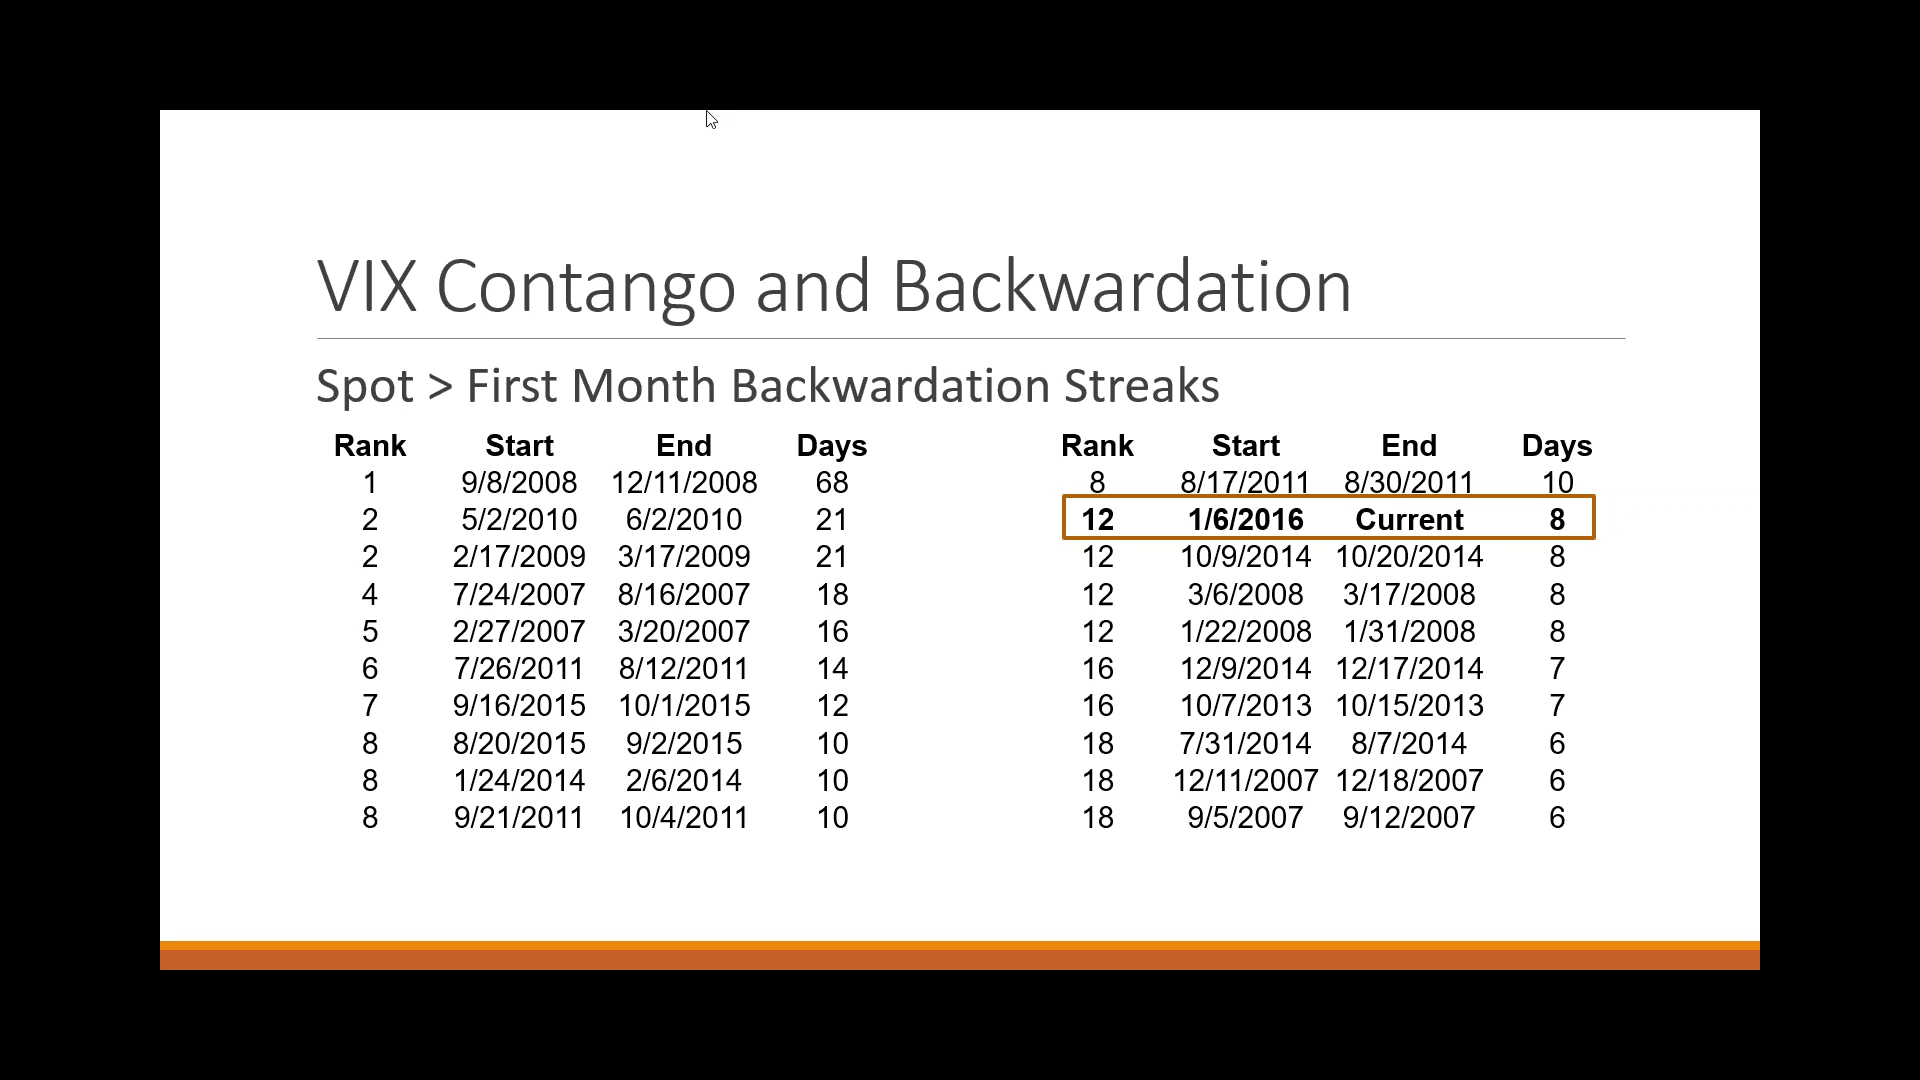 VIX Contango and Backwardation
Spot > First Month Backwardation Streaks
Rank Start End Days
1 9/8/2008 12/11/2008 68
2 5/2/2010 6/2/2010 21
2 2/17/2009 3/17/2009 21
4 7/24/2007 8/16/2007 18
5 2/27/2007 3/20/2007 16
6 7/26/2011 8/12/2011 14
7 9/16/2015 10/1/2015 12
8 8/20/2015 9/2/2015 10
8 1/24/2014 2/6/2014 10
8 9/21/2011 10/4/2011 10
Rank Start End Days
8 8/17/2011 8/30/2011 10
12 1/6/2016 Current 8
12 10/9/2014 10/20/2014 8
12 3/6/2008 3/17/2008 8
12 1/22/2008 1/31/2008 8
16 12/9/2014 12/17/2014 7
16 10/7/2013 10/15/2013 7
18 7/31/2014 8/7/2014 6
18 12/11/2007 12/18/2007 6
18 9/5/2007 9/12/2007 6